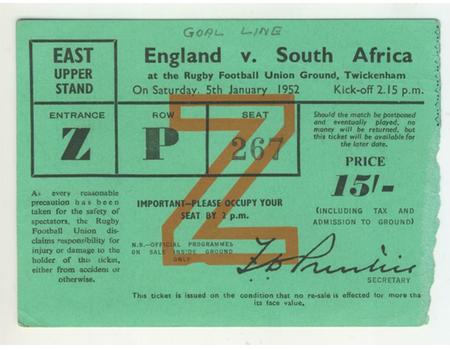 GOAL LINE
EAST
UPPER
STAND
England v. South Africa
at the Rugby Football Union Ground, Twickenham
On Saturday, 5th January 1952 Kick-off 2.15 p.m.
ENTRANCE
Z
ROW
P
SEAT
267
Z
Should the match be postponed
and eventually played, no
money will be returned, but
this ticket will be available for
the later date.
PRICE
15/-
(INCLUDING TAX AND
ADMISSION TO GROUND)
As every reasonable
precaution has been
taken for the safety of
spectators, the Rugby
Football Union dis-
claims responsibility for
injury or damage to the
holder of this ticket,
either from accident or
otherwise.
IMPORTANT—PLEASE OCCUPY YOUR
SEAT BY 2 p.m.
N.B.—OFFICIAL PROGRAMMES
ON SALE INSIDE GROUND
ONLY
SECRETARY
This ticket is issued on the condition that no re-sale is effected for more tha
its face value.